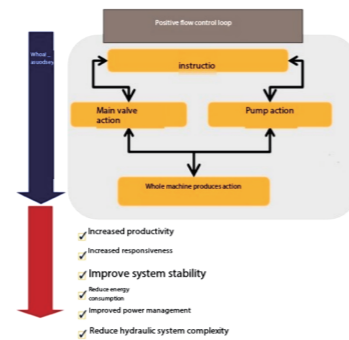 Positive flow control loop
instructio
Main valve
action
Pump action
Whole machine produces action
Increased productivity
Increased responsiveness
Improve system stability
Reduce energy
consumption
Improved power management
Reduce hydraulic system complexity